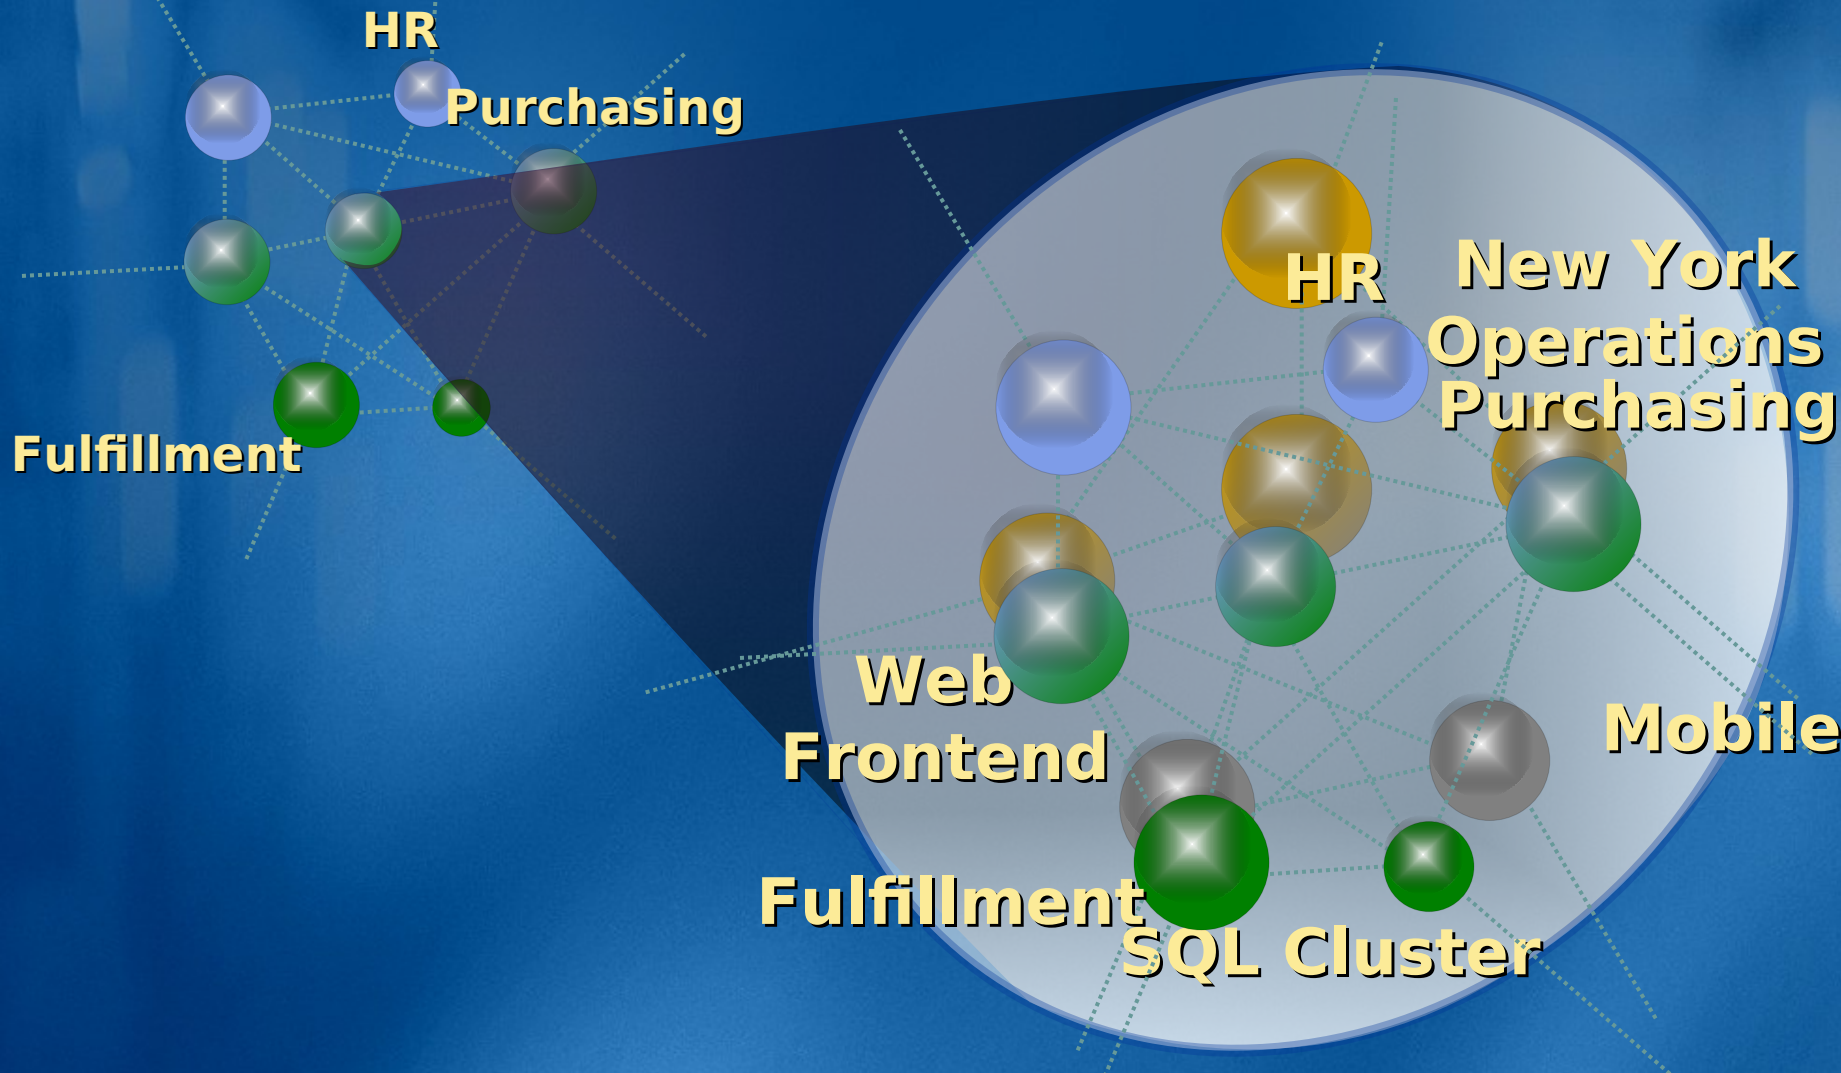 HR
Purchasing
Fulfillment
HR
New York
Operations
Purchasing
Web
Frontend
Mobile
Fulfillment
SQL Cluster